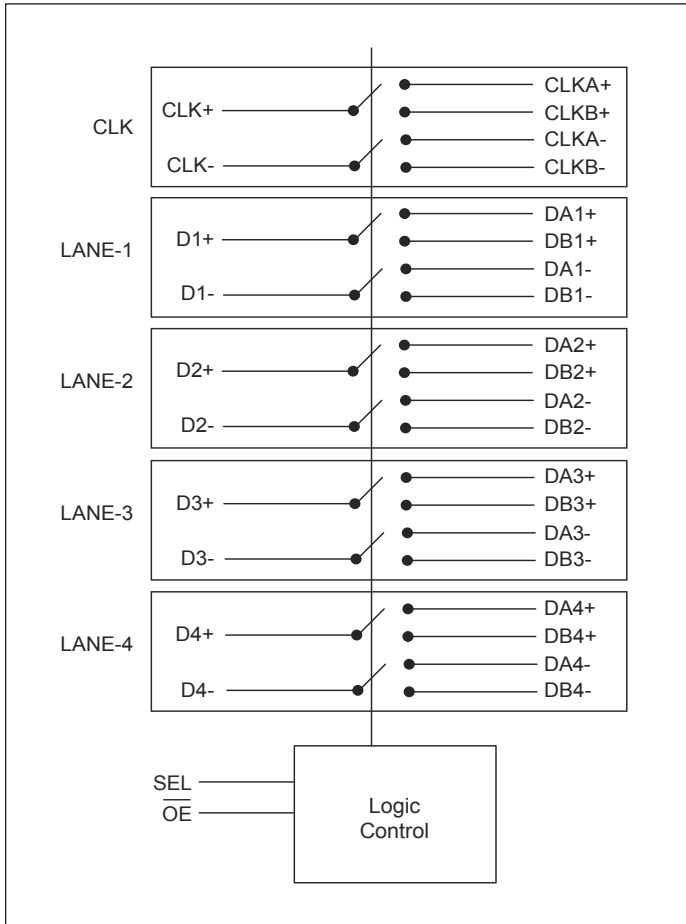 CLK
CLK+
CLK-
CLKA+
CLKB+
CLKA-
CLKB-
LANE-1
D1+
D1-
DA1+
DB1+
DA1-
DB1-
LANE-2
D2+
D2-
DA2+
DB2+
DA2-
DB2-
LANE-3
D3+
D3-
DA3+
DB3+
DA3-
DB3-
LANE-4
D4+
D4-
DA4+
DB4+
DA4-
DB4-
SEL
O̅E̅
Logic
Control